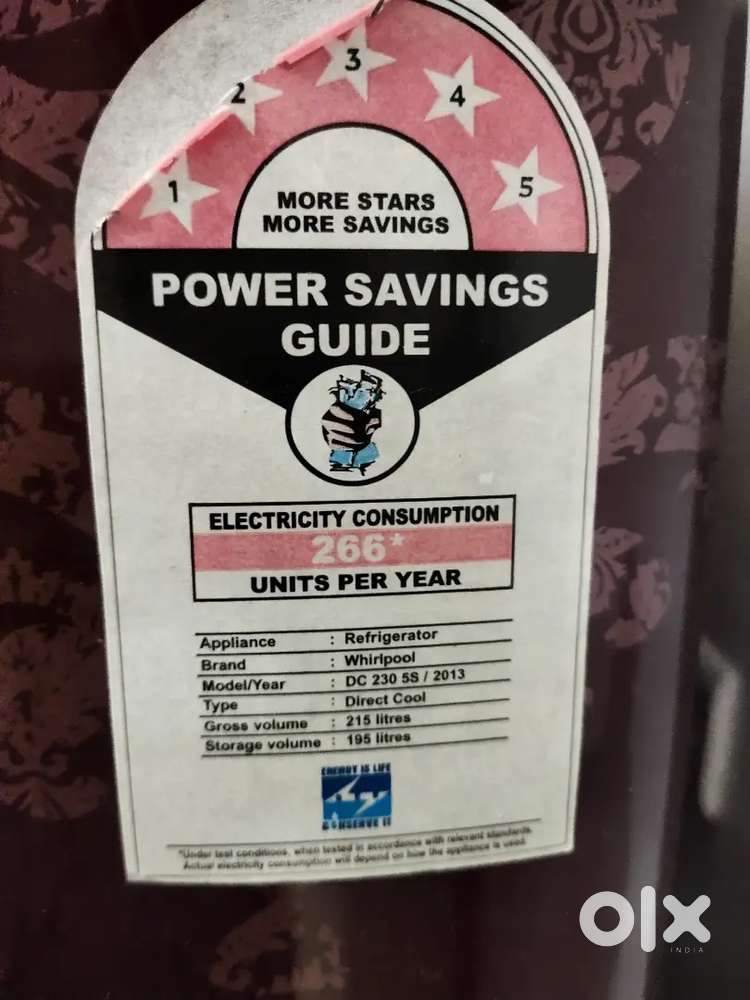 1 2 3 4 5
MORE STARS
MORE SAVINGS
POWER SAVINGS
GUIDE
ELECTRICITY CONSUMPTION
266*
UNITS PER YEAR
Appliance : Refrigerator
Brand : Whirlpool
Model/Year : DC 230 5S / 2013
Type : Direct Cool
Gross volume : 215 litres
Storage volume : 195 litres
ENERGY IS LIFE
CONSERVE IT
*Under test conditions, when tested in accordance with relevant standards.
Actual electricity consumption will depend on how the appliance is used.
olx
INDIA